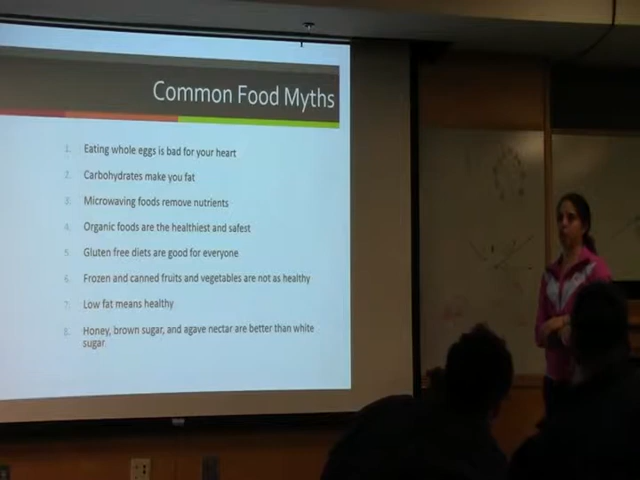 Common Food Myths
1. Eating whole eggs is bad for your heart
2. Carbohydrates make you fat
3. Microwaving foods remove nutrients
4. Organic foods are the healthiest and safest
5. Gluten free diets are good for everyone
6. Frozen and canned fruits and vegetables are not as healthy
7. Low fat means healthy
8. Honey, brown sugar, and agave nectar are better than white
sugar.